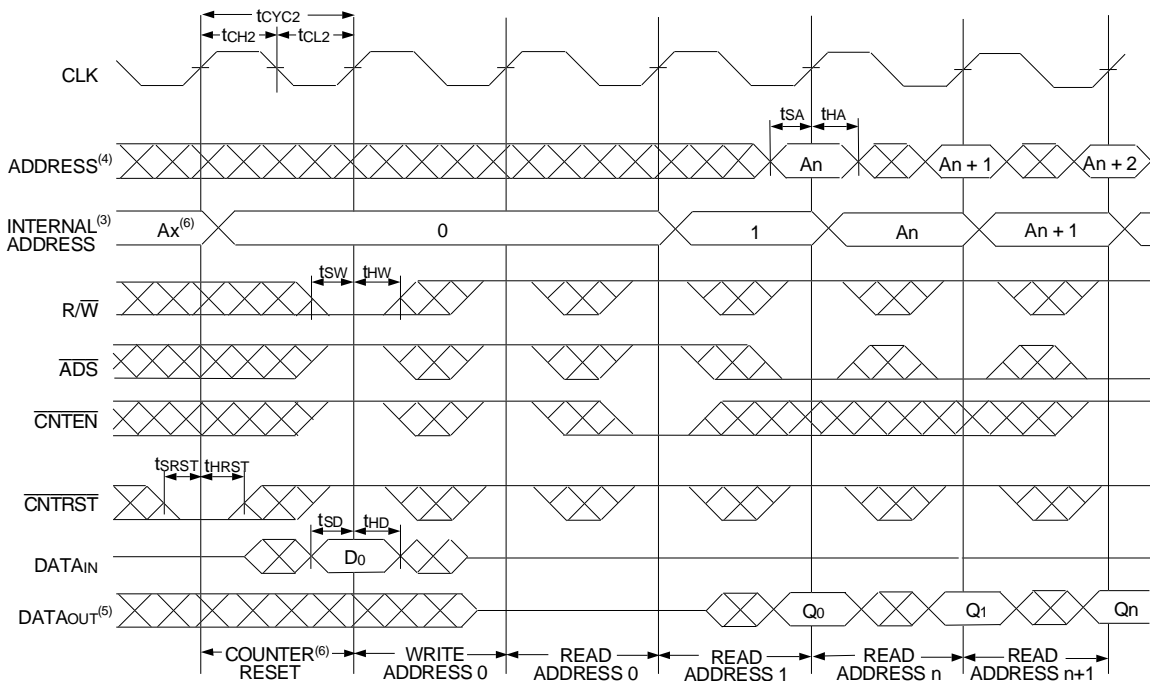 tCYC2
tCH2 tCL2
CLK
tSA tHA
ADDRESS(4) An An + 1 An + 2
INTERNAL(3)
ADDRESS
Ax(6) 0 1 An An + 1
tSW tHW
R/W
ADS
CNTEN
tSRST tHRST
CNTRST
tSD tHD
DATAIN D0
DATAOUT(5) Q0 Q1 Qn
COUNTER(6)
RESET
WRITE
ADDRESS 0
READ
ADDRESS 0
READ
ADDRESS 1
READ
ADDRESS n
READ
ADDRESS n+1